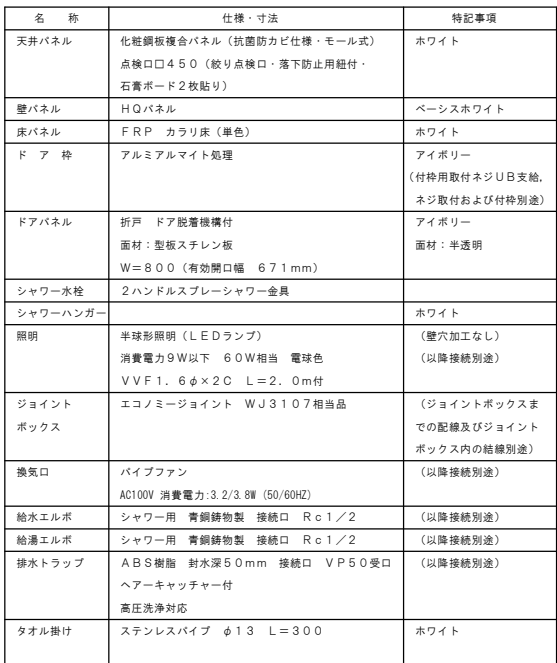 名　　称　仕様・寸法　特記事項
天井パネル　化粧鋼板複合パネル（抗菌防カビ仕様・モール式）　ホワイト
点検口□４５０（絞り点検口・落下防止用紐付・
石膏ボード２枚貼り）
壁パネル　ＨＱパネル　ベーシスホワイト
床パネル　ＦＲＰ　カラリ床（単色）　ホワイト
ド　ア　枠　アルミアルマイト処理　アイボリー
（付枠用取付ネジＵＢ支給,
ネジ取付および付枠別途）
ドアパネル　折戸　ドア脱着機構付　アイボリー
面材：型板スチレン板　面材：半透明
Ｗ＝８００（有効開口幅　６７１ｍｍ）
シャワー水栓　２ハンドルスプレーシャワー金具
シャワーハンガー　ホワイト
照明　半球形照明（ＬＥＤランプ）　（壁穴加工なし）
消費電力９Ｗ以下　６０Ｗ相当　電球色　（以降接続別途）
ＶＶＦ１．６φ×２Ｃ　Ｌ＝２．０ｍ付
ジョイント　エコノミージョイント　ＷＪ３１０７相当品　（ジョイントボックスま
ボックス　での配線及びジョイント
ボックス内の結線別途）
換気口　パイプファン　（以降接続別途）
AC100V 消費電力:3.2/3.8W (50/60HZ)
給水エルボ　シャワー用　青銅鋳物製　接続口　Ｒｃ１／２　（以降接続別途）
給湯エルボ　シャワー用　青銅鋳物製　接続口　Ｒｃ１／２　（以降接続別途）
排水トラップ　ＡＢＳ樹脂　封水深５０ｍｍ　接続口　ＶＰ５０受口　（以降接続別途）
ヘアーキャッチャー付
高圧洗浄対応
タオル掛け　ステンレスパイプ　φ１３　Ｌ＝３００　ホワイト